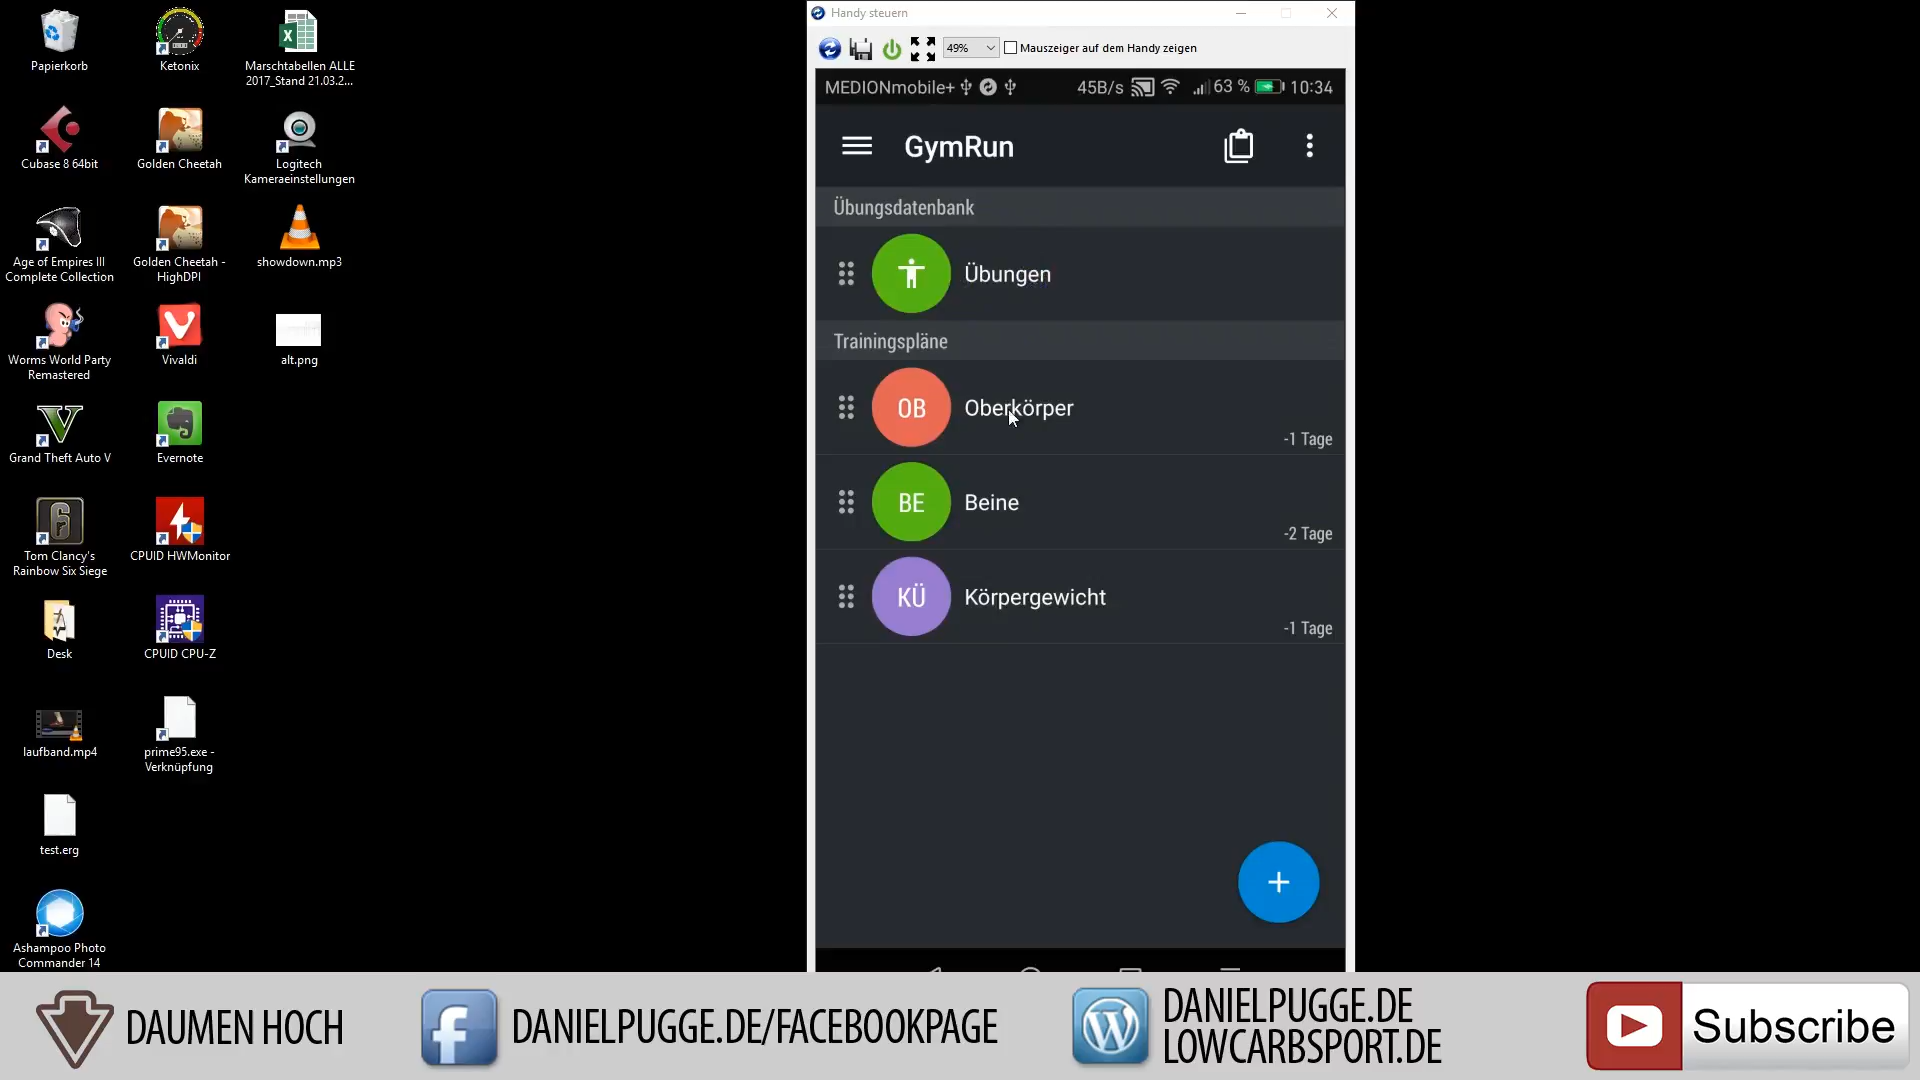 Papierkorb
Ketonix
Marschtabellen ALLE
2017_Stand 21.03.2...
Cubase 8 64bit
Golden Cheetah
Logitech
Kameraeinstellungen
Age of Empires III
Complete Collection
Golden Cheetah -
HighDPI
showdown.mp3
Worms World Party
Remastered
Vivaldi
alt.png
Grand Theft Auto V
Evernote
Tom Clancy's
Rainbow Six Siege
CPUID HWMonitor
Desk
CPUID CPU-Z
laufband.mp4
prime95.exe -
Verknüpfung
test.erg
Ashampoo Photo
Commander 14
Handy steuern
49%
Mauszeiger auf dem Handy zeigen
MEDIONmobile+
45B/s
63 %
10:34
GymRun
Übungsdatenbank
Übungen
Trainingspläne
OB
Oberkörper
-1 Tage
BE
Beine
-2 Tage
KÜ
Körpergewicht
-1 Tage
DAUMEN HOCH
DANIELPUGGE.DE/FACEBOOKPAGE
DANIELPUGGE.DE
LOWCARBSPORT.DE
Subscribe